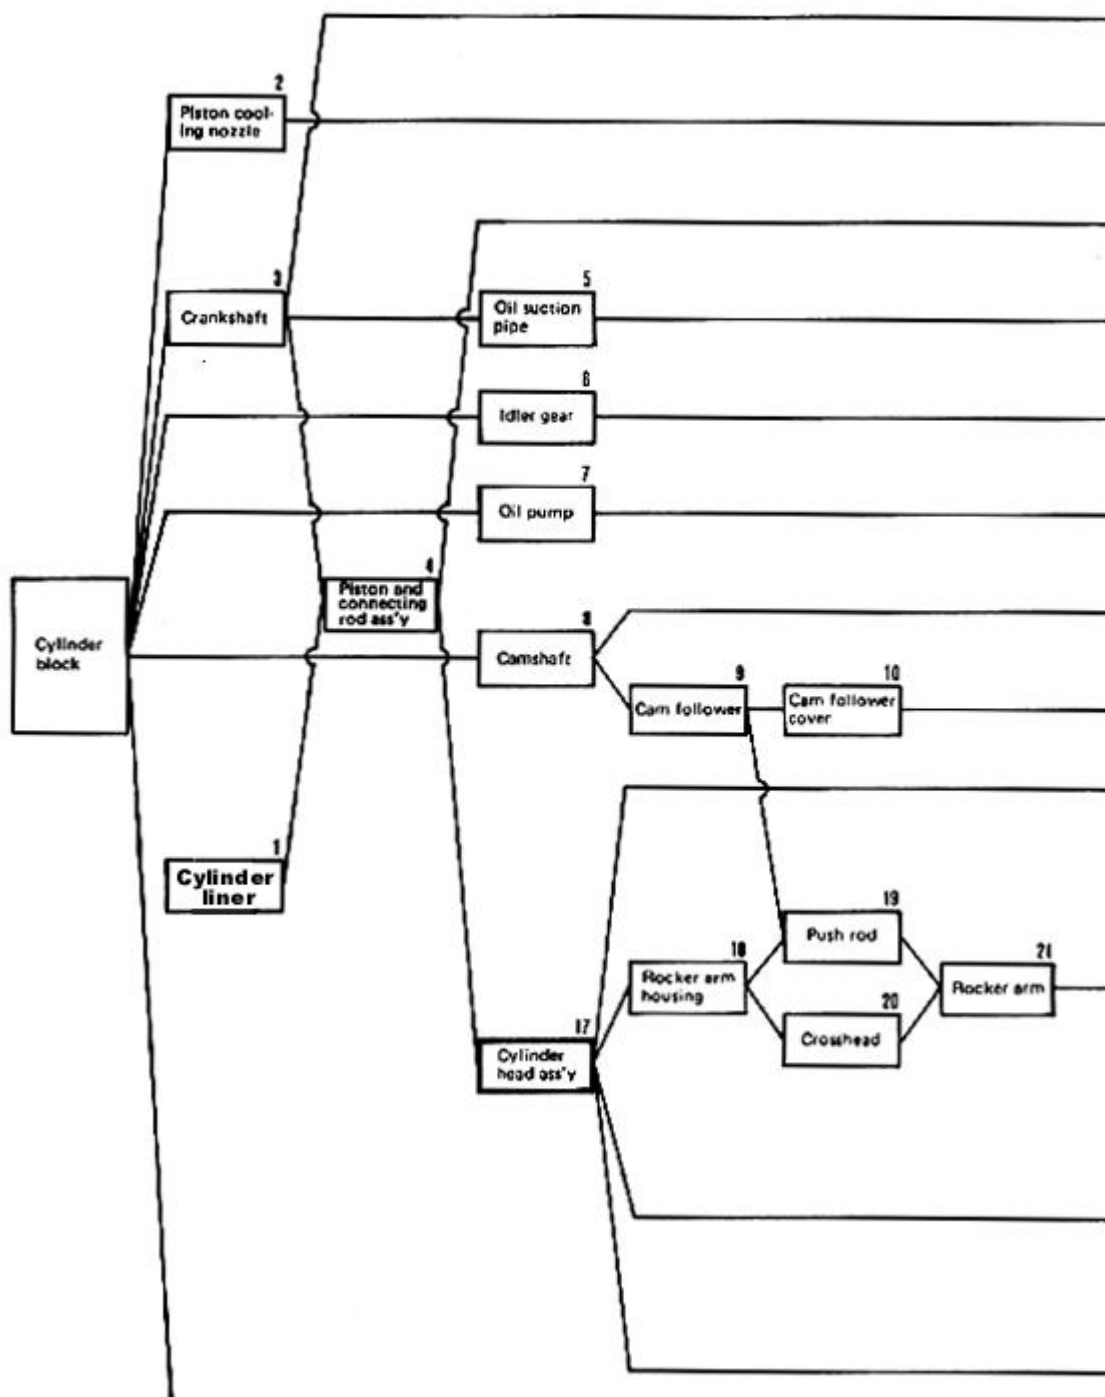 2
Piston cool-
ing nozzle
3
Crankshaft
5
Oil suction
pipe
6
Idler gear
7
Oil pump
4
Piston and
connecting
rod ass'y
Cylinder
block
8
Camshaft
9
Cam follower
10
Cam follower
cover
1
Cylinder
liner
19
Push rod
18
Rocker arm
housing
21
Rocker arm
20
Crosshead
17
Cylinder
head ass'y